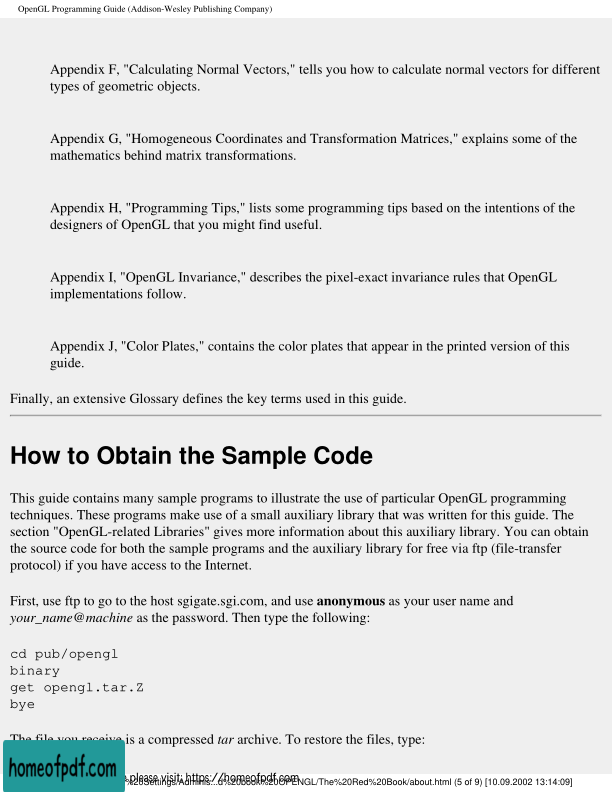 OpenGL Programming Guide (Addison-Wesley Publishing Company)
Appendix F, "Calculating Normal Vectors," tells you how to calculate normal vectors for different
types of geometric objects.
Appendix G, "Homogeneous Coordinates and Transformation Matrices," explains some of the
mathematics behind matrix transformations.
Appendix H, "Programming Tips," lists some programming tips based on the intentions of the
designers of OpenGL that you might find useful.
Appendix I, "OpenGL Invariance," describes the pixel-exact invariance rules that OpenGL
implementations follow.
Appendix J, "Color Plates," contains the color plates that appear in the printed version of this
guide.
Finally, an extensive Glossary defines the key terms used in this guide.
How to Obtain the Sample Code
This guide contains many sample programs to illustrate the use of particular OpenGL programming
techniques. These programs make use of a small auxiliary library that was written for this guide. The
section "OpenGL-related Libraries" gives more information about this auxiliary library. You can obtain
the source code for both the sample programs and the auxiliary library for free via ftp (file-transfer
protocol) if you have access to the Internet.
First, use ftp to go to the host sgigate.sgi.com, and use anonymous as your user name and
your_name@machine as the password. Then type the following:
cd pub/opengl
binary
get opengl.tar.Z
bye
The file you receive is a compressed tar archive. To restore the files, type:
homeofpdf.com
please visit: https://homeofpdf.com
OPENGL/The%20Red%20Book/about.html (5 of 9) [10.09.2002 13:14:09]